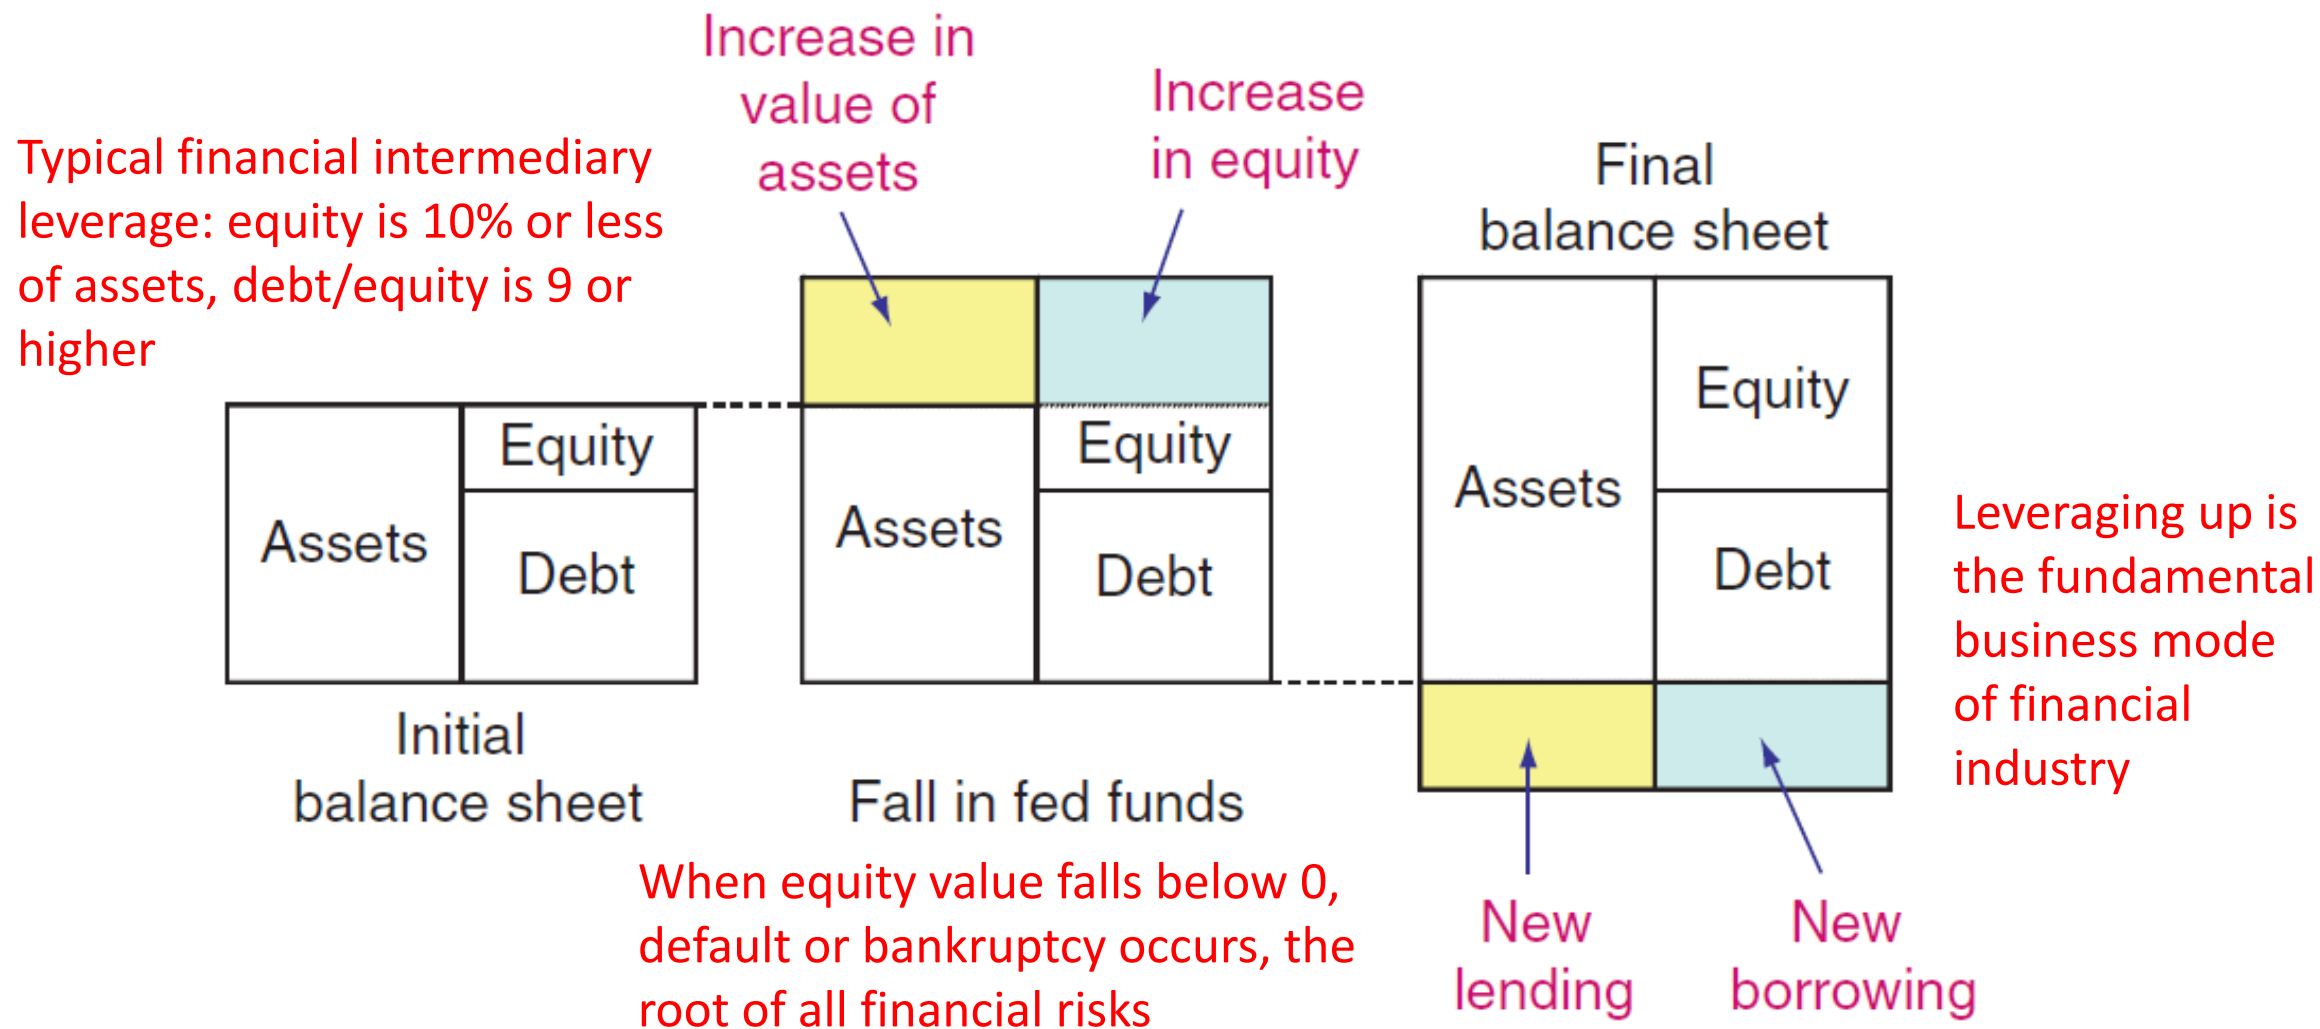 Increase in
value of
assets
Increase
in equity
Typical financial intermediary
leverage: equity is 10% or less
of assets, debt/equity is 9 or
higher
Final
balance sheet
Assets
Equity
Debt
Initial
balance sheet
Assets
Equity
Debt
Fall in fed funds
When equity value falls below 0,
default or bankruptcy occurs, the
root of all financial risks
Assets
Equity
Debt
New
lending
New
borrowing
Leveraging up is
the fundamental
business mode
of financial
industry